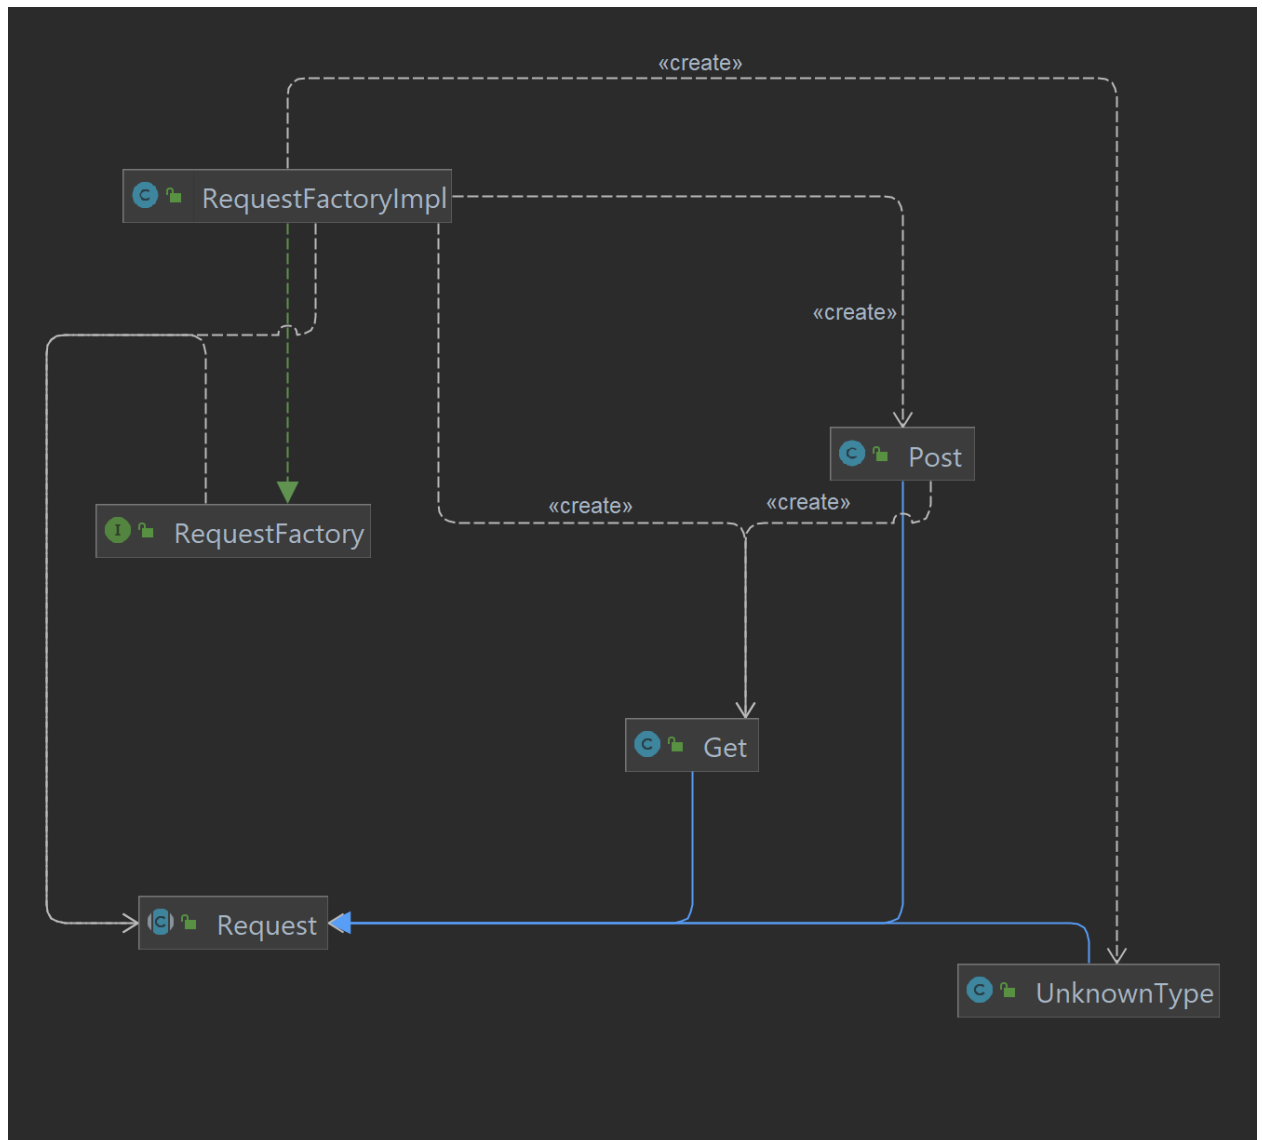 «create»
C RequestFactoryImpl
«create»
C Post
«create»
«create»
I RequestFactory
C Get
C Request
C UnknownType